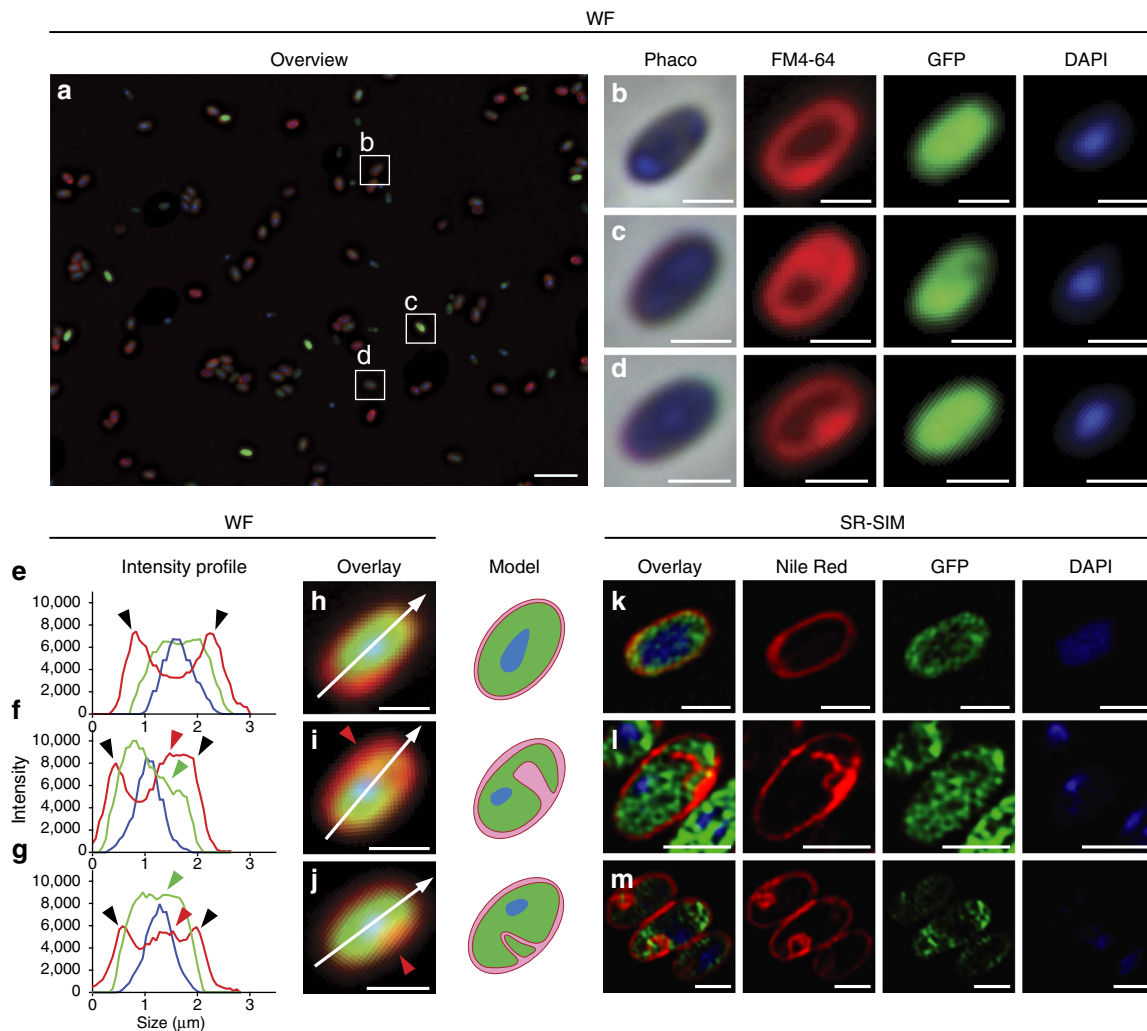 WF
Overview
Phaco FM4-64 GFP DAPI
a
b
c
d
b
c
d
WF
SR-SIM
e
Intensity profile
Overlay
Model
Overlay Nile Red GFP DAPI
10,000
8,000
6,000
4,000
2,000
0
0 1 2 3
h
k
f
10,000
8,000
6,000
4,000
2,000
0
0 1 2 3
Intensity
i
l
g
10,000
8,000
6,000
4,000
2,000
0
0 1 2 3
Size (μm)
j
m